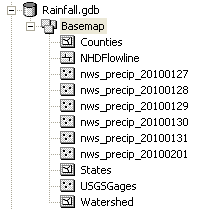 Rainfall.gdb
Basemap
Counties
NHDFlowline
nws_precip_20100127
nws_precip_20100128
nws_precip_20100129
nws_precip_20100130
nws_precip_20100131
nws_precip_20100201
States
USGSGages
Watershed